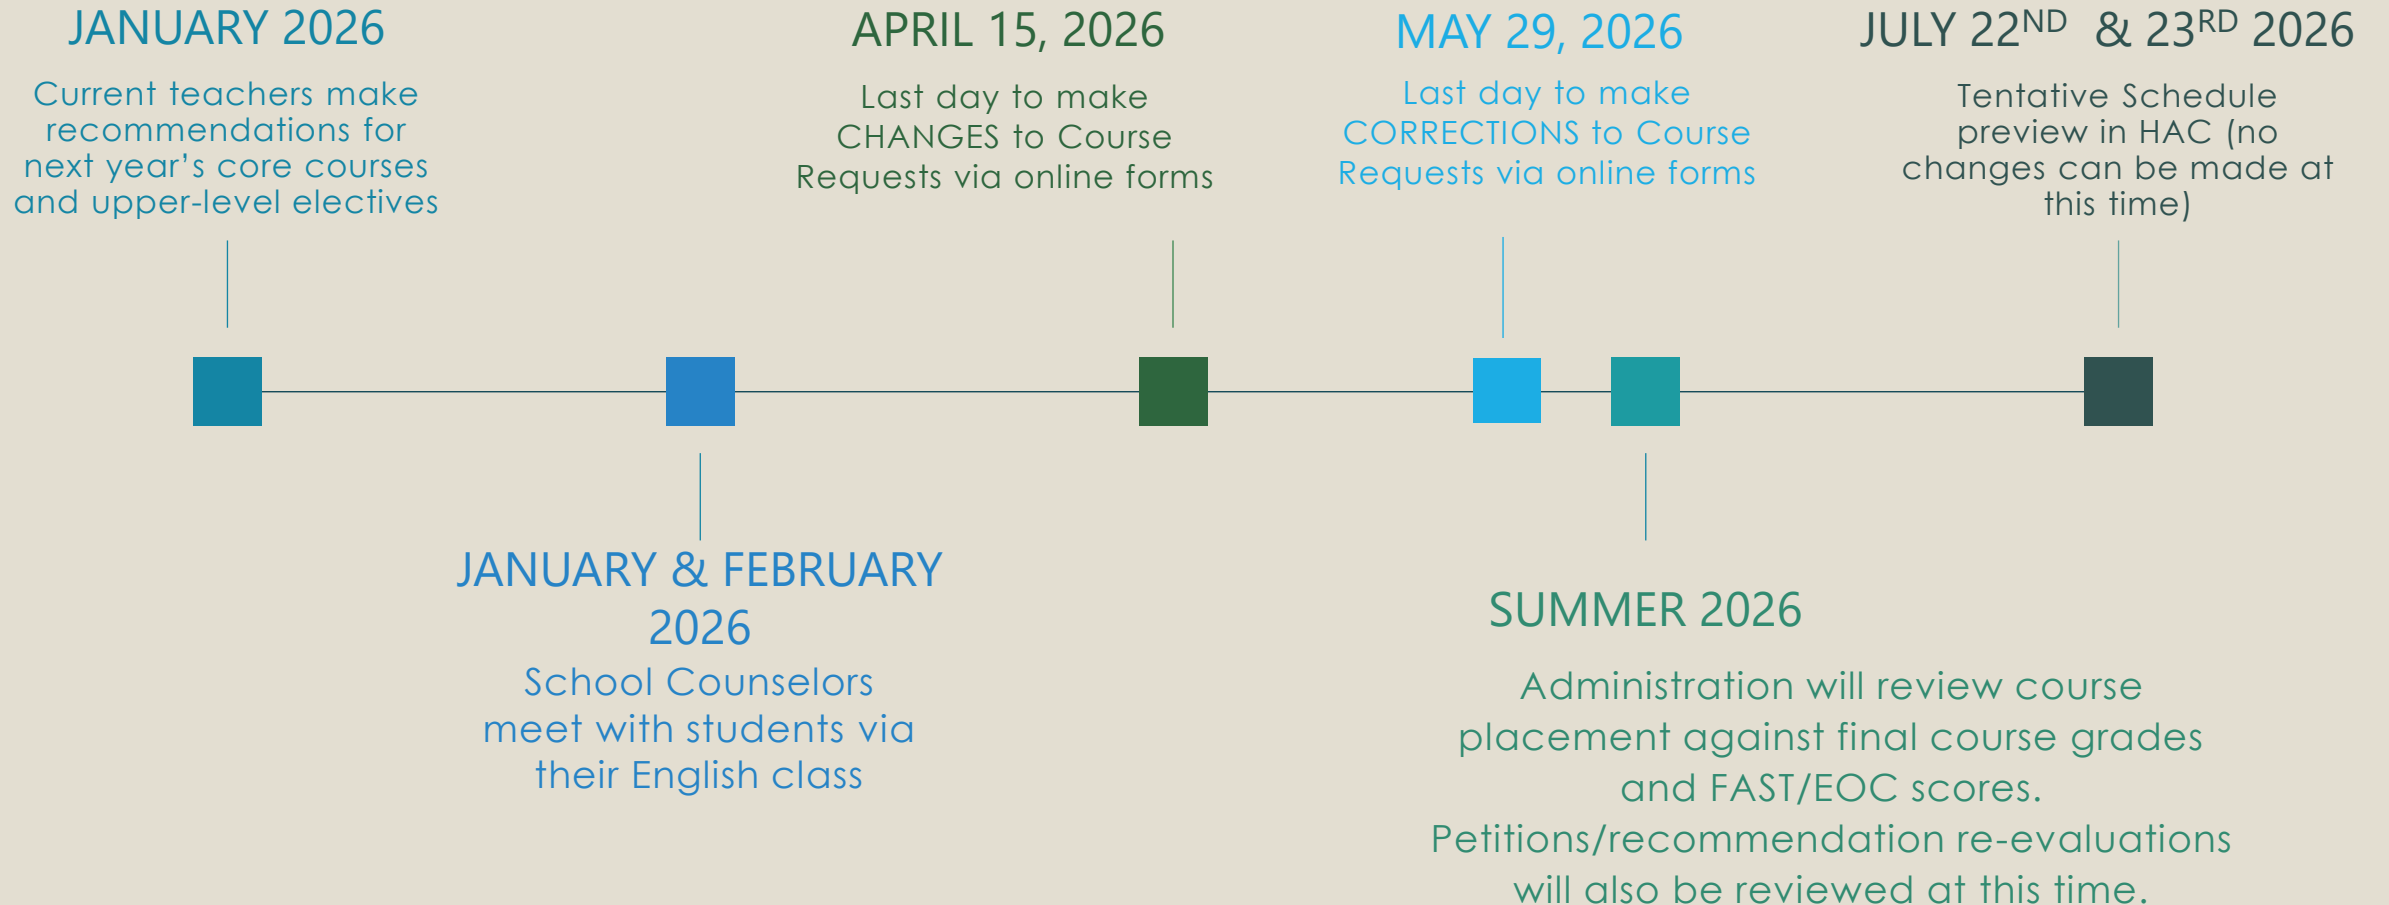 JANUARY 2026
Current teachers make
recommendations for
next year’s core courses
and upper-level electives
JANUARY & FEBRUARY
2026
School Counselors
meet with students via
their English class
APRIL 15, 2026
Last day to make
CHANGES to Course
Requests via online forms
MAY 29, 2026
Last day to make
CORRECTIONS to Course
Requests via online forms
SUMMER 2026
Administration will review course
placement against final course grades
and FAST/EOC scores.
Petitions/recommendation re-evaluations
will also be reviewed at this time.
JULY 22ND & 23RD 2026
Tentative Schedule
preview in HAC (no
changes can be made at
this time)